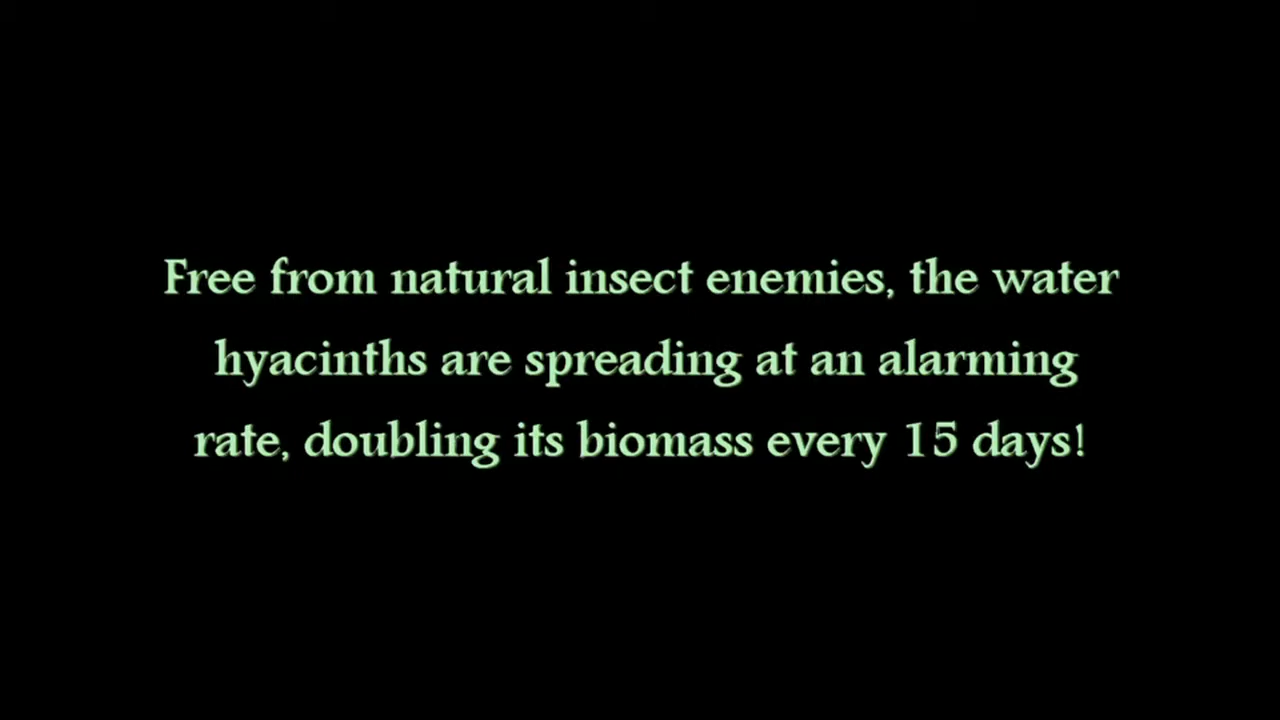 Free from natural insect enemies, the water
hyacinths are spreading at an alarming
rate, doubling its biomass every 15 days!